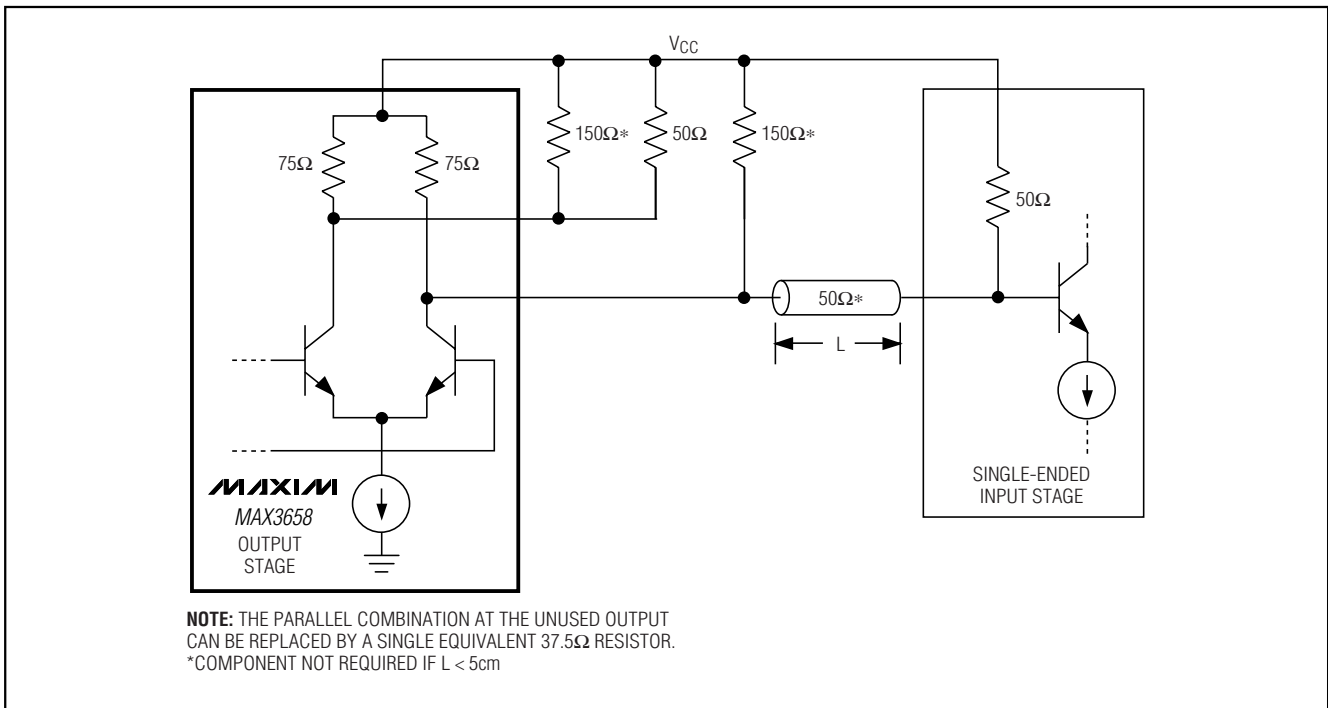 VCC
150Ω*
50Ω
150Ω*
75Ω
75Ω
50Ω
50Ω*
L
MAXIM
MAX3658
OUTPUT
STAGE
SINGLE-ENDED
INPUT STAGE
NOTE: THE PARALLEL COMBINATION AT THE UNUSED OUTPUT
CAN BE REPLACED BY A SINGLE EQUIVALENT 37.5Ω RESISTOR.
*COMPONENT NOT REQUIRED IF L < 5cm